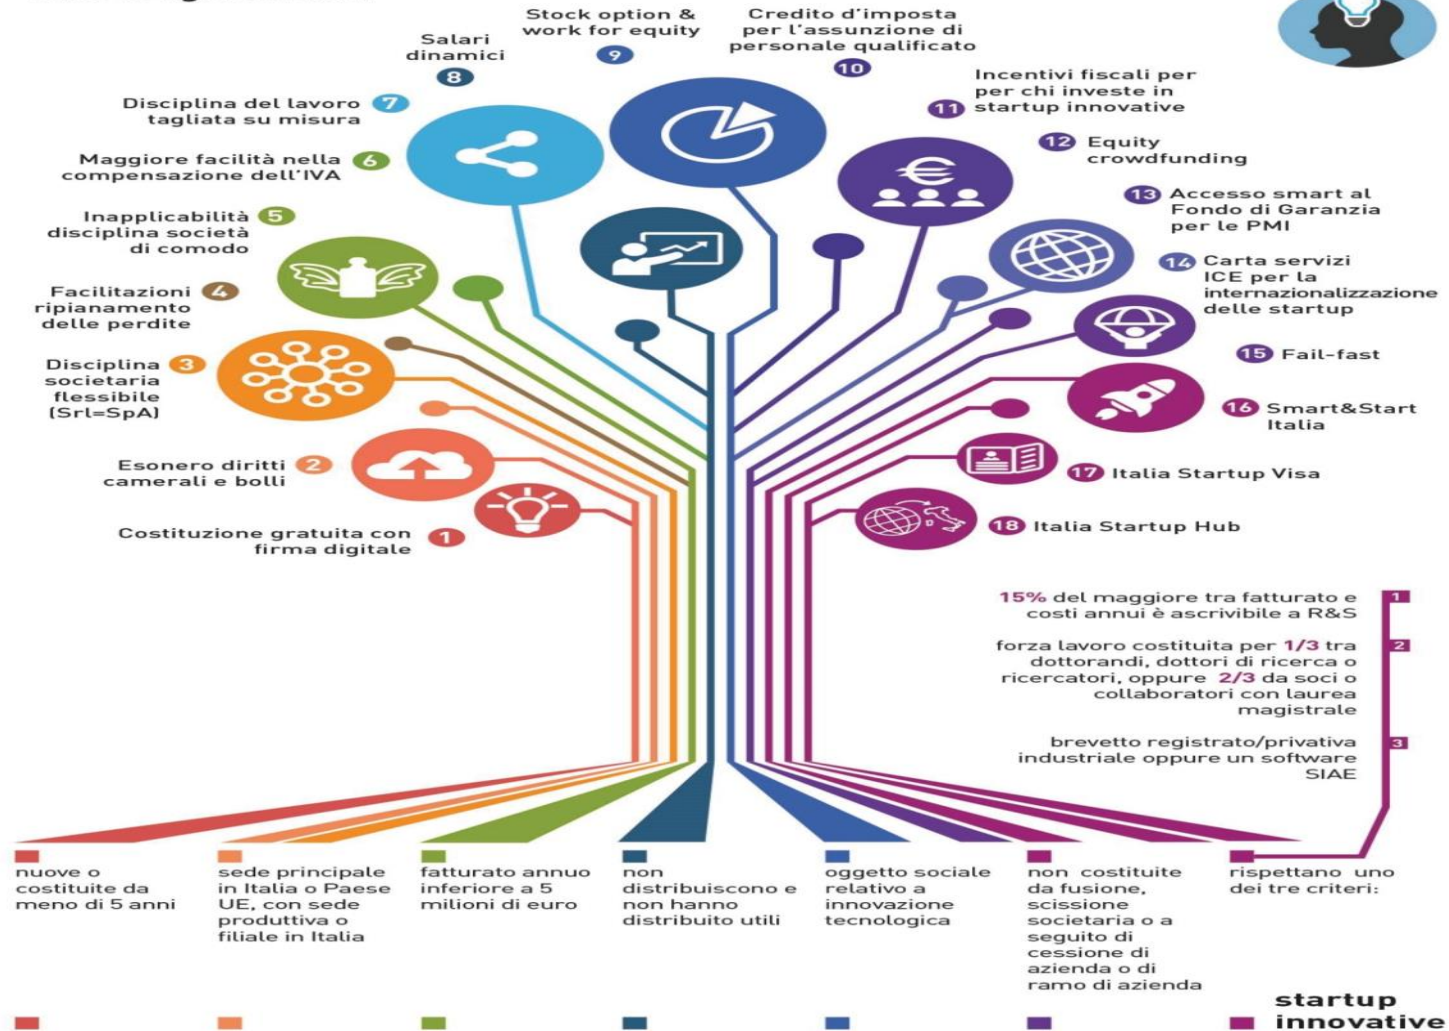 Stock option &
work for equity
9
Credito d'imposta
per l'assunzione di
personale qualificato
10
Salari
dinamici
8
Incentivi fiscali per
per chi investe in
startup innovative
11
Disciplina del lavoro
tagliata su misura
7
12
Equity
crowdfunding
Maggiore facilità nella
compensazione dell'IVA
6
13
Accesso smart al
Fondo di Garanzia
per le PMI
Inapplicabilità
disciplina società
di comodo
5
14
Carta servizi
ICE per la
internazionalizzazione
delle startup
Facilitazioni
ripianamento
delle perdite
4
15
Fail-fast
Disciplina
societaria
flessibile
(Srl=SpA)
3
16
Smart&Start
Italia
Esonero diritti
camerali e bolli
2
17
Italia Startup Visa
Costituzione gratuita con
firma digitale
1
18
Italia Startup Hub
€
15% del maggiore tra fatturato e
costi annui è ascrivibile a R&S
1
forza lavoro costituita per 1/3 tra
dottorandi, dottori di ricerca o
ricercatori, oppure 2/3 da soci o
collaboratori con laurea
magistrale
2
brevetto registrato/privativa
industriale oppure un software
SIAE
3
nuove o
costituite da
meno di 5 anni
sede principale
in Italia o Paese
UE, con sede
produttiva o
filiale in Italia
fatturato annuo
inferiore a 5
milioni di euro
non
distribuiscono e
non hanno
distribuito utili
oggetto sociale
relativo a
innovazione
tecnologica
non costituite
da fusione,
scissione
societaria o a
seguito di
cessione di
azienda o di
ramo di azienda
rispettano uno
dei tre criteri:
startup
innovative